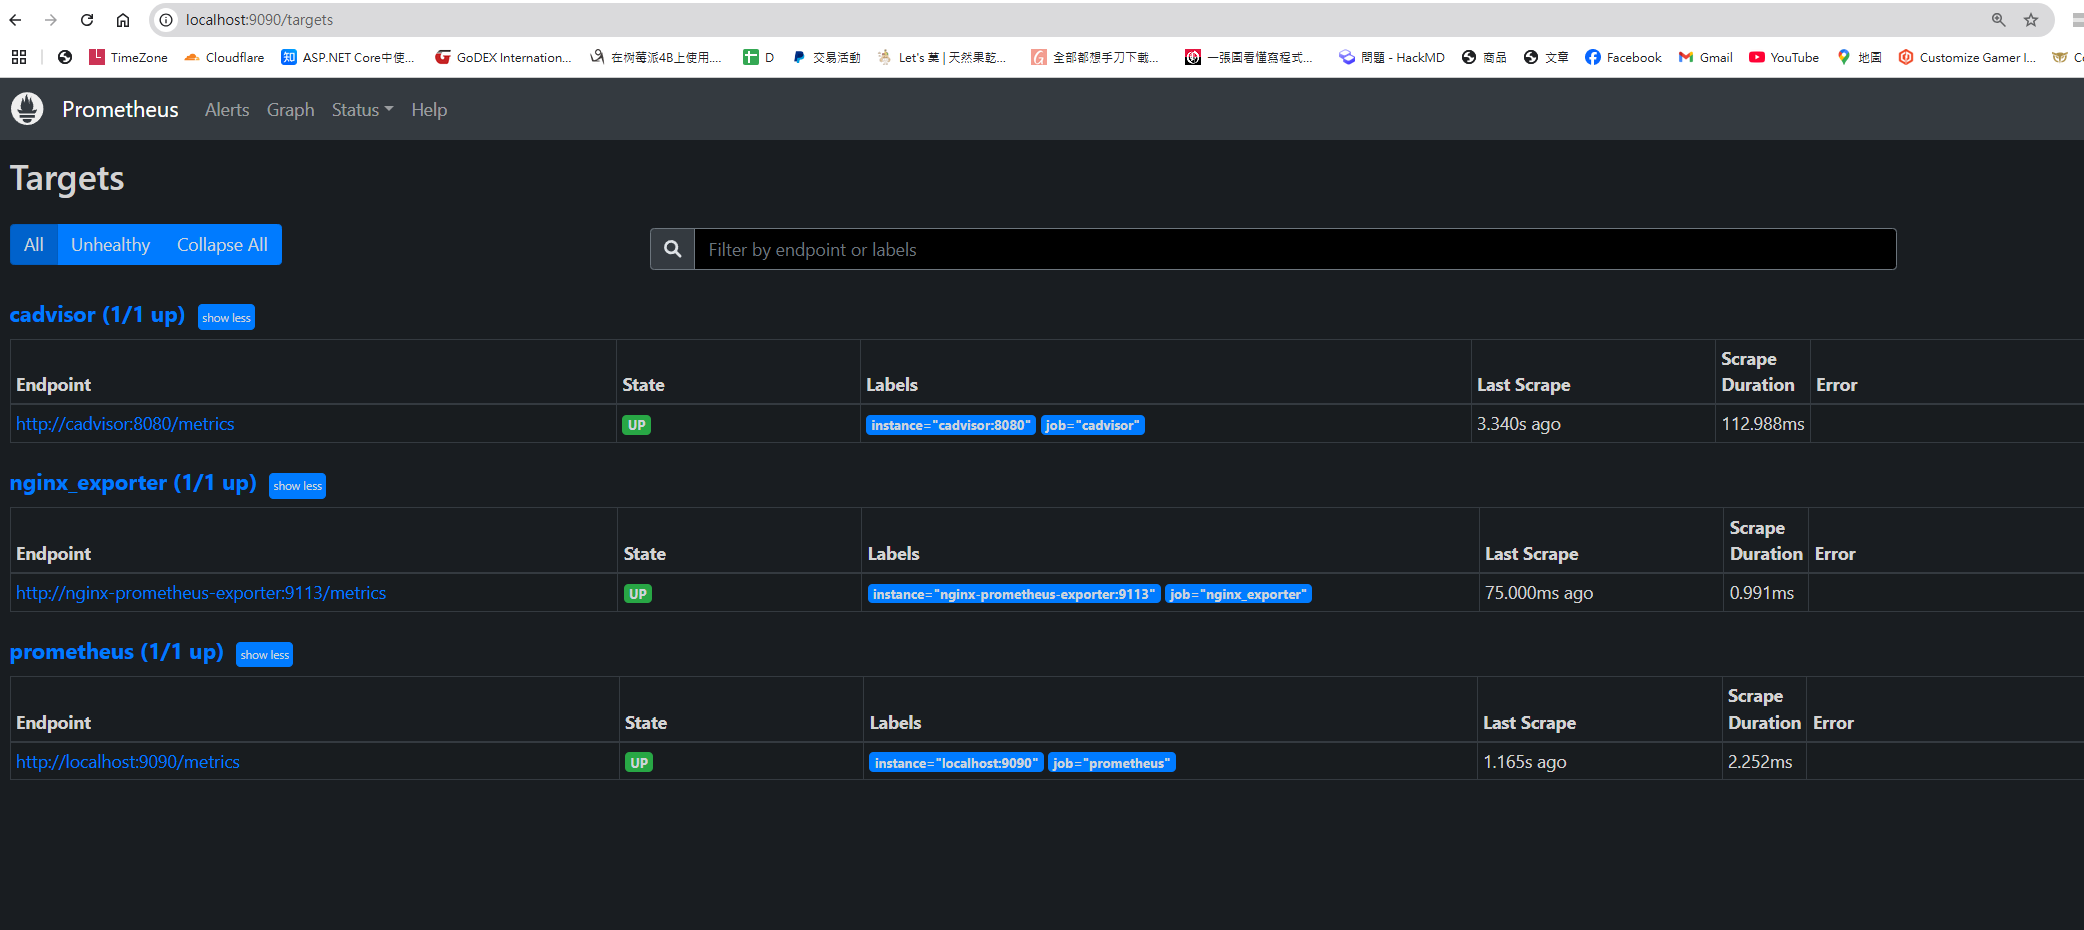 localhost:9090/targets
TimeZone Cloudflare ASP.NET Core中使... GoDEX Internation... 在树莓派4B上使用.... D 交易活動 Let's 菓 | 天然果乾... 全部都想手刀下載... 一張圖看懂寫程式... 問題 - HackMD 商品 文章 Facebook Gmail YouTube 地圖 Customize Gamer I...
Prometheus Alerts Graph Status Help
Targets
All Unhealthy Collapse All Filter by endpoint or labels
cadvisor (1/1 up) show less
Endpoint State Labels Last Scrape Scrape Duration Error
http://cadvisor:8080/metrics UP instance="cadvisor:8080" job="cadvisor" 3.340s ago 112.988ms
nginx_exporter (1/1 up) show less
Endpoint State Labels Last Scrape Scrape Duration Error
http://nginx-prometheus-exporter:9113/metrics UP instance="nginx-prometheus-exporter:9113" job="nginx_exporter" 75.000ms ago 0.991ms
prometheus (1/1 up) show less
Endpoint State Labels Last Scrape Scrape Duration Error
http://localhost:9090/metrics UP instance="localhost:9090" job="prometheus" 1.165s ago 2.252ms